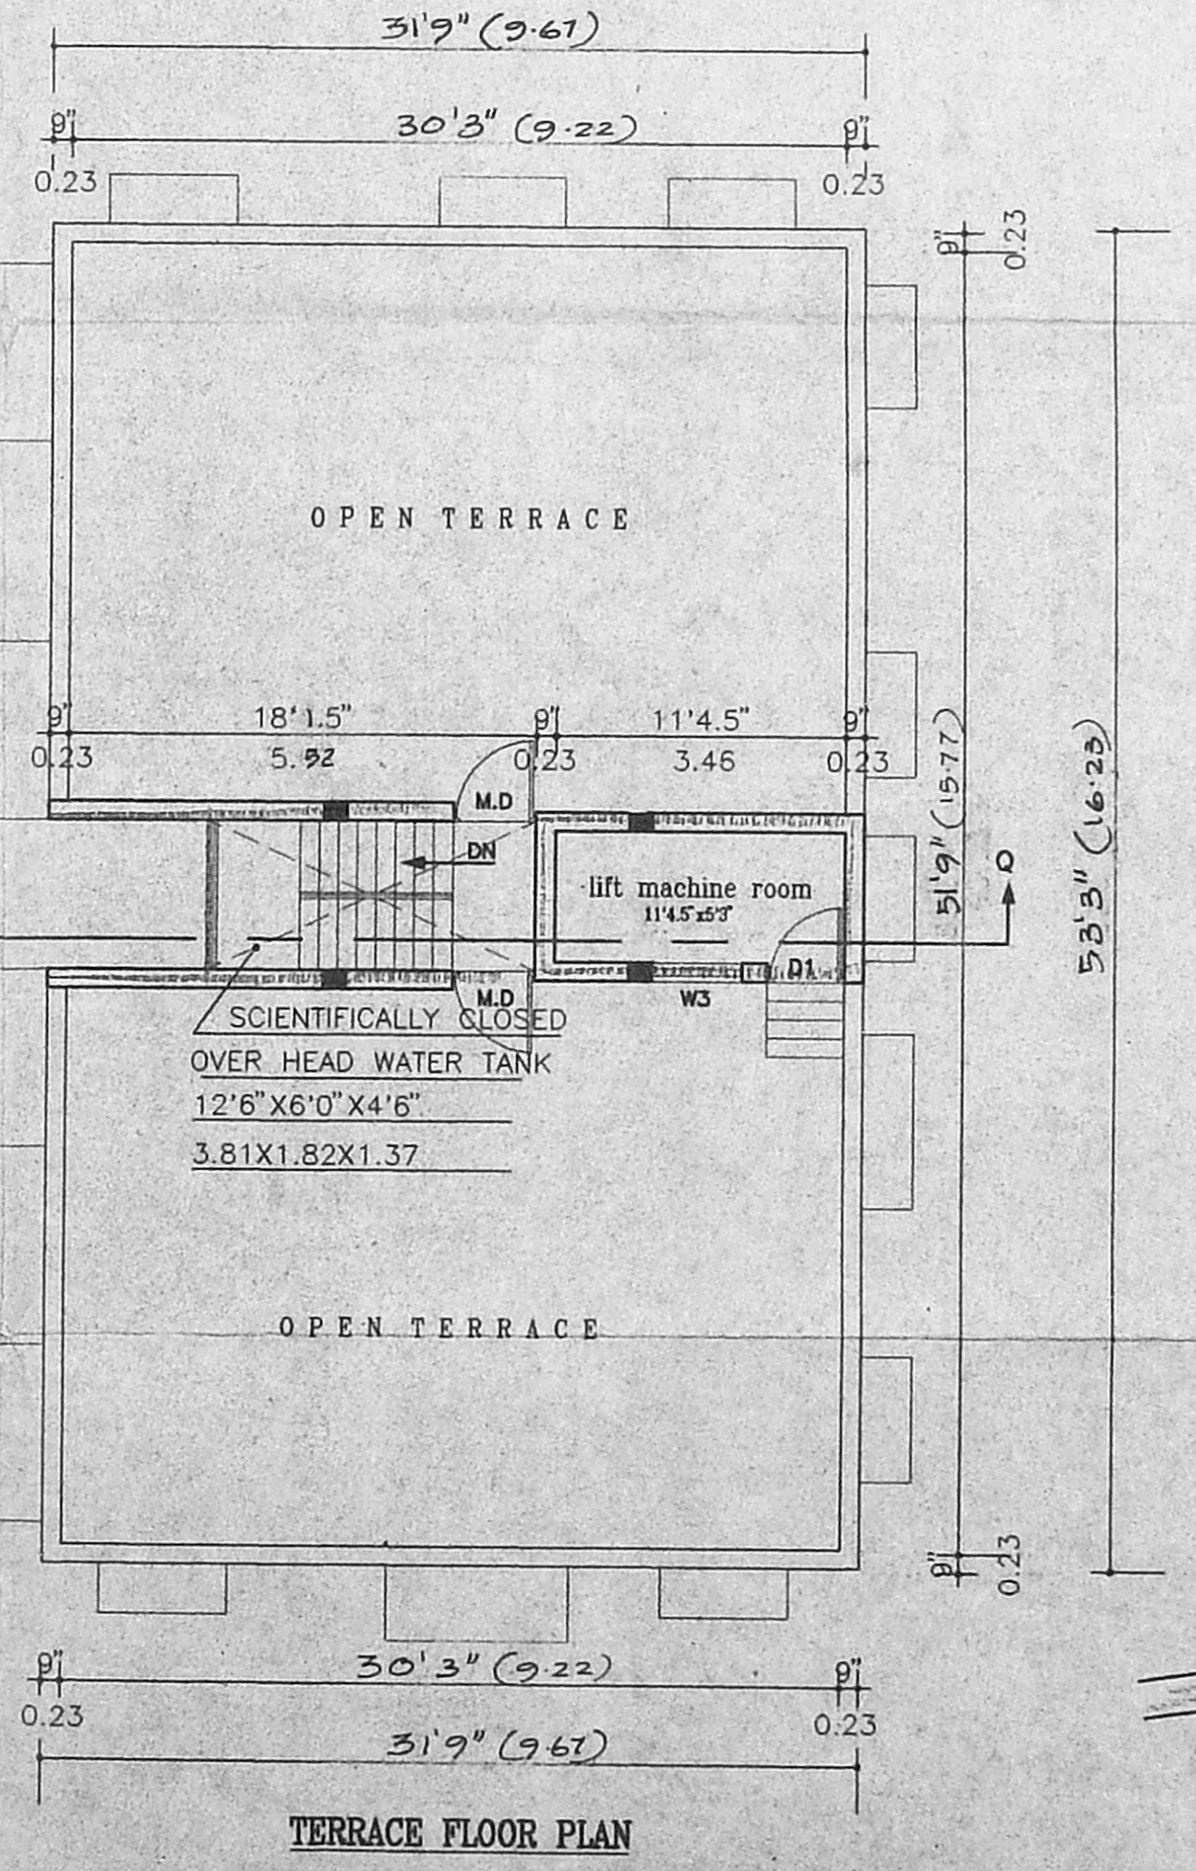 31'9" (9.67)
9" 30'3" (9.22) 9"
0.23 0.23
9" 0.23
OPEN TERRACE
9" 18'1.5" 9" 11'4.5" 9"
0.23 5.52 0.23 3.46 0.23
51'9" (15.77)
53'3" (16.23)
M.D
DN
lift machine room
11'4.5"x5'3"
D
D1
M.D
W3
SCIENTIFICALLY CLOSED
OVER HEAD WATER TANK
12'6"X6'0"X4'6"
3.81X1.82X1.37
OPEN TERRACE
9" 0.23
9" 30'3" (9.22) 9"
0.23 0.23
31'9" (9.67)
TERRACE FLOOR PLAN